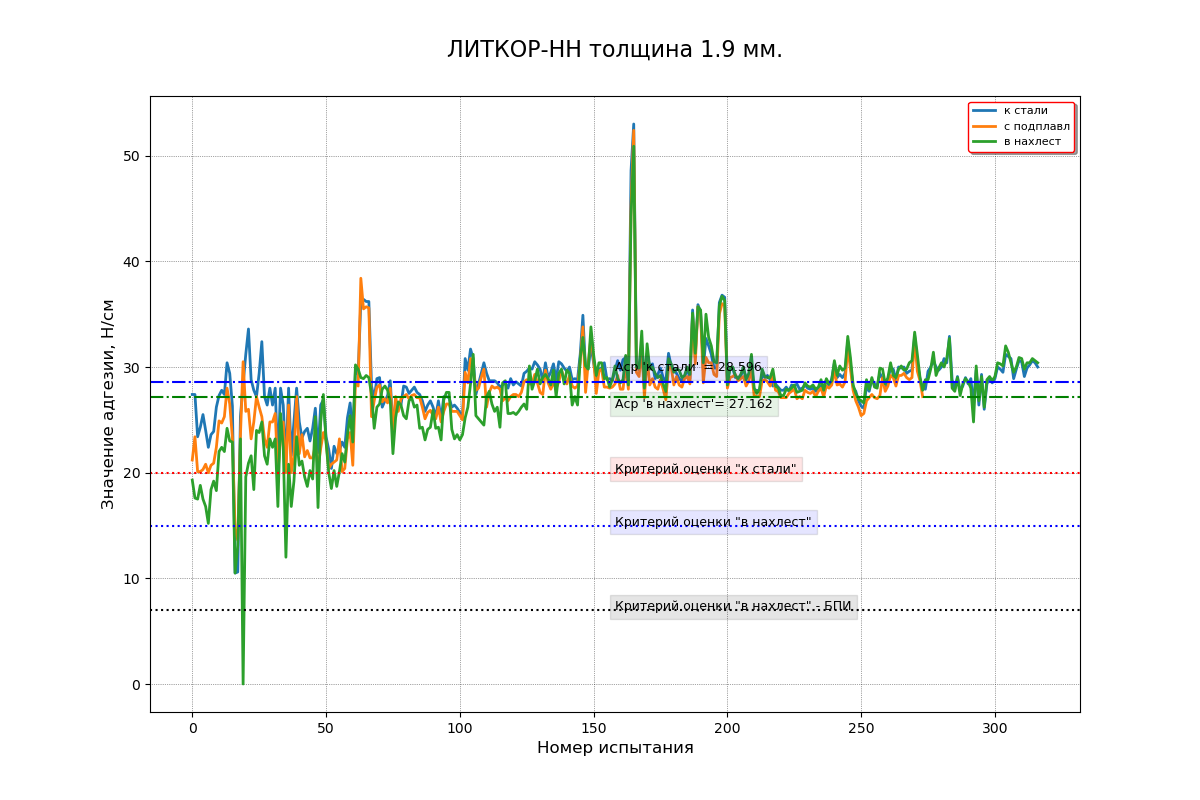 ЛИТКОР-НН толщина 1.9 мм.
к стали
с подплавл
в нахлест
Значение адгезии, Н/см
50
40
30
20
10
0
Аср 'к стали' = 28.596
Аср 'в нахлест'= 27.162
Критерий оценки "к стали"
Критерий оценки "в нахлест"
Критерий оценки "в нахлест" - БПИ
0 50 100 150 200 250 300
Номер испытания